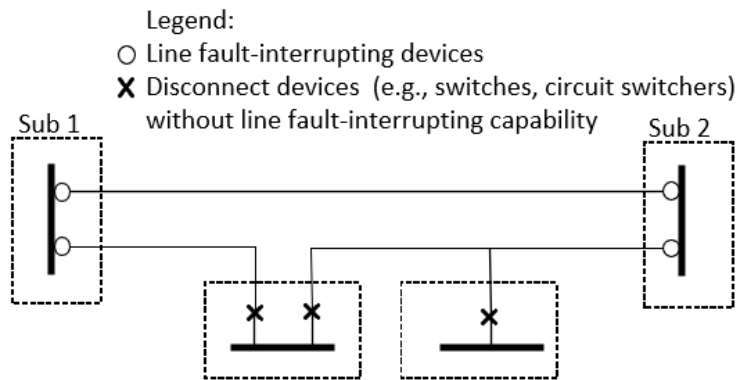 Legend:
Line fault-interrupting devices
Disconnect devices (e.g., switches, circuit switchers)
without line fault-interrupting capability
Sub 1
Sub 2